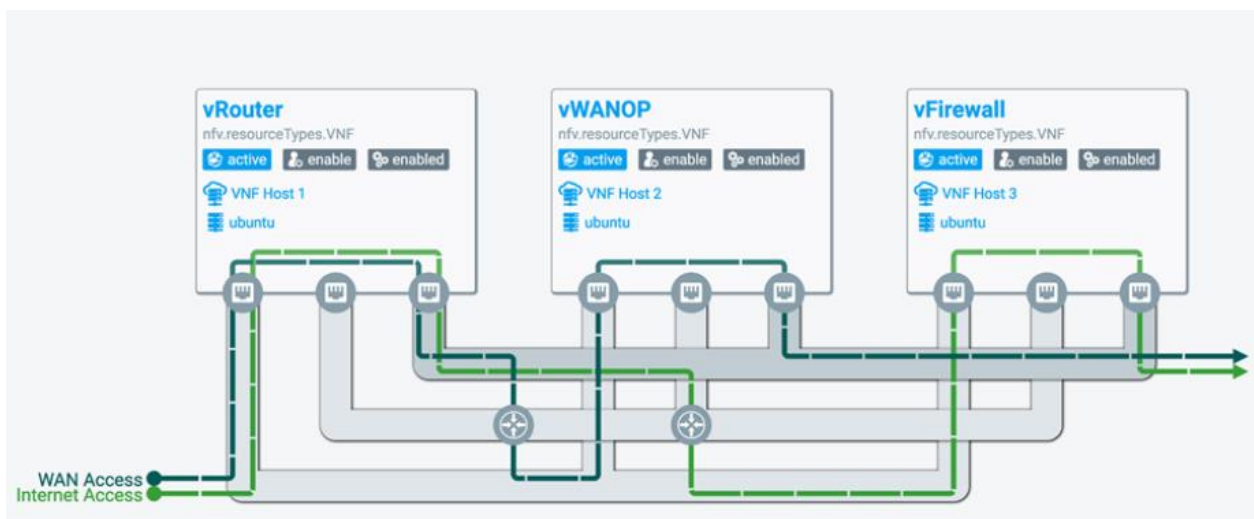 vRouter
nfv.resourceTypes.VNF
active enable enabled
VNF Host 1
ubuntu
vWANOP
nfv.resourceTypes.VNF
active enable enabled
VNF Host 2
ubuntu
vFirewall
nfv.resourceTypes.VNF
active enable enabled
VNF Host 3
ubuntu
WAN Access
Internet Access